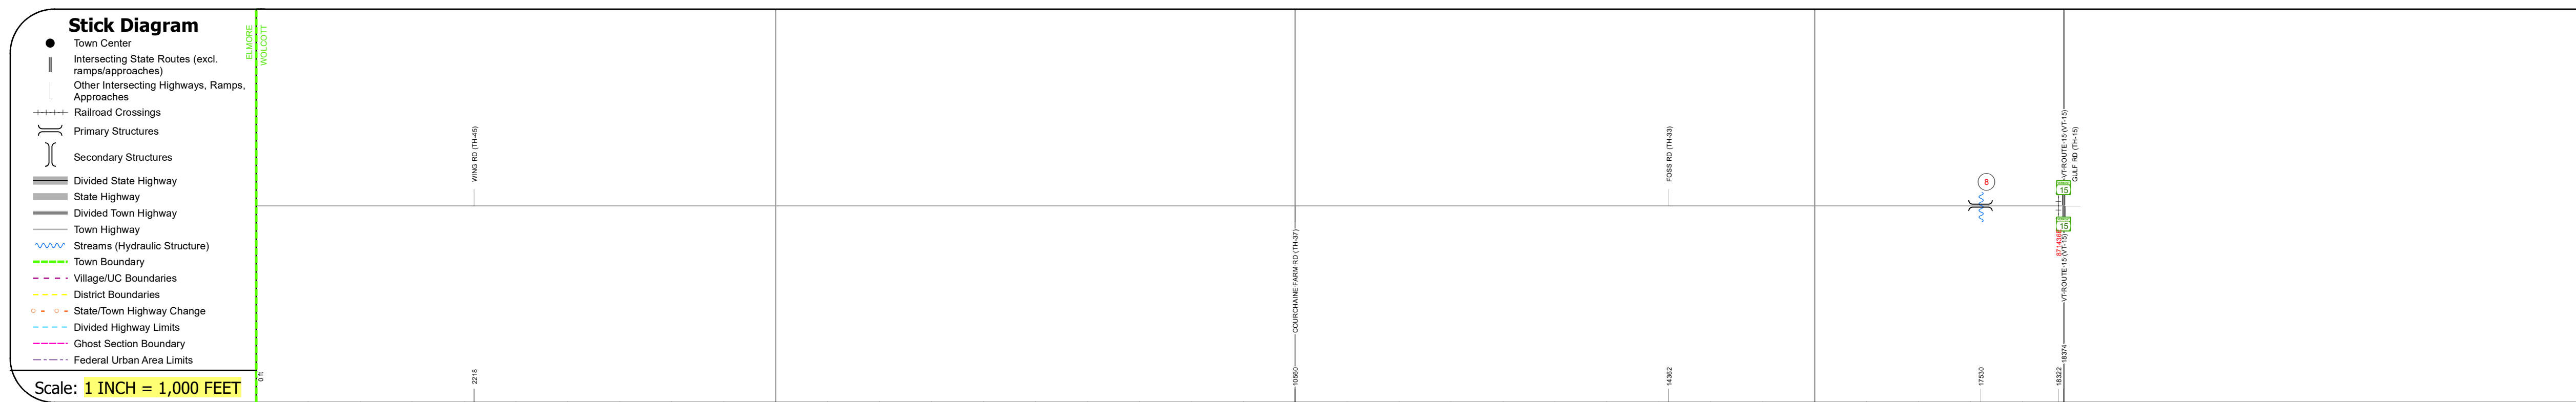 Stick Diagram
Town Center
Intersecting State Routes (excl.
ramps/approaches)
Other Intersecting Highways, Ramps,
Approaches
Railroad Crossings
Primary Structures
Secondary Structures
Divided State Highway
State Highway
Divided Town Highway
Town Highway
Streams (Hydraulic Structure)
Town Boundary
Village/UC Boundaries
District Boundaries
State/Town Highway Change
Divided Highway Limits
Ghost Section Boundary
Federal Urban Area Limits
Scale: 1 INCH = 1,000 FEET
ELMORE
WOLCOTT
0 ft
WING RD (TH-45)
2218
COURCHAINE FARM RD (TH-37)
10560
FOSS RD (TH-33)
14362
8
17530
18322
VT-ROUTE-15 (VT-15)
GULF RD (TH-15)
15
15
VT-ROUTE-15 (VT-15)
18374